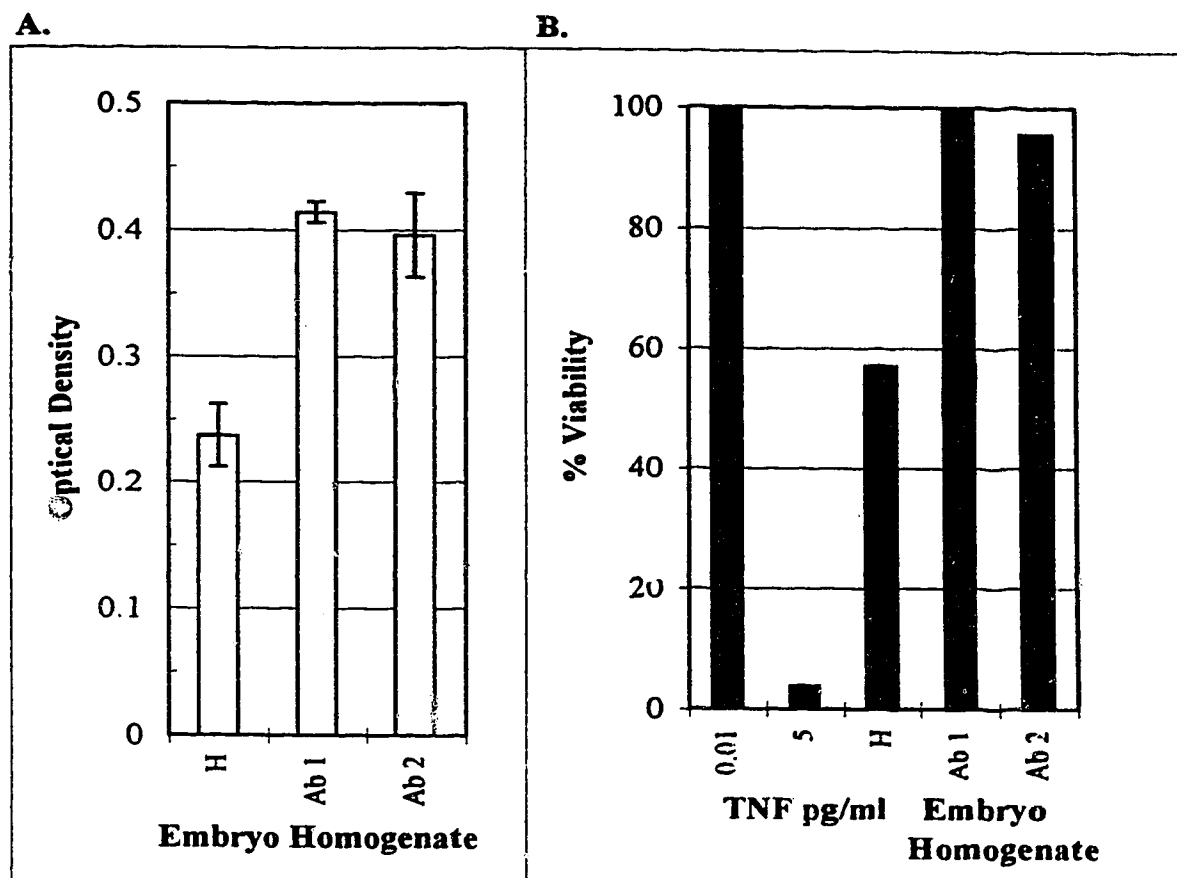 A.
B.
0.5
0.4
0.3
0.2
0.1
0
Optical Density
H
Ab 1
Ab 2
Embryo Homogenate
100
80
60
40
20
0
% Viability
0.01
5
H
Ab 1
Ab 2
TNF pg/ml Embryo
Homogenate